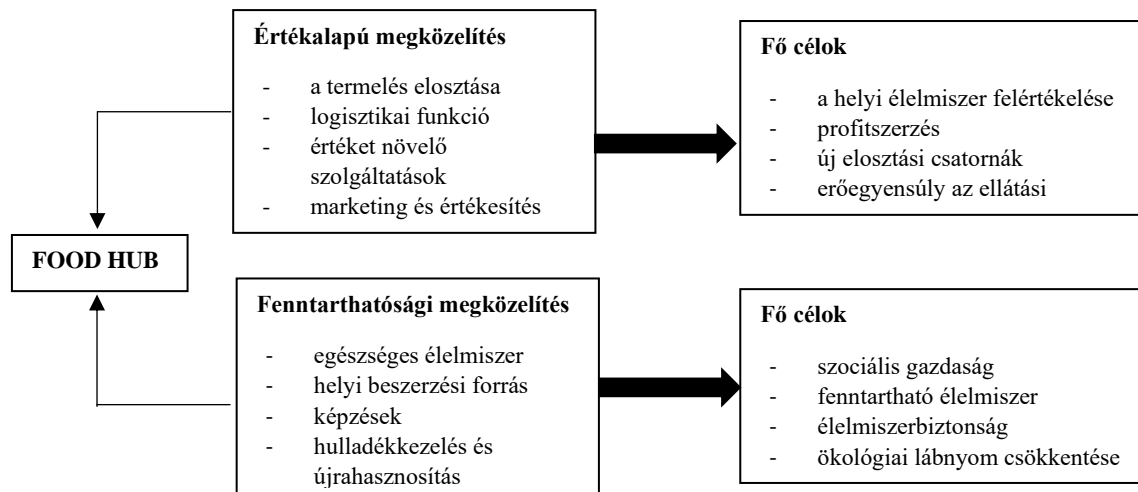 Értékalapú megközelítés
- a termelés elosztása
- logisztikai funkció
- értéket növelő
szolgáltatások
- marketing és értékesítés
Fő célok
- a helyi élelmiszer felértékelése
- profitszerzés
- új elosztási csatornák
- erőegyensúly az ellátási
FOOD HUB
Fenntarthatósági megközelítés
- egészséges élelmiszer
- helyi beszerzési forrás
- képzések
- hulladékkezelés és
újrahasznosítás
Fő célok
- szociális gazdaság
- fenntartható élelmiszer
- élelmiszerbiztonság
- ökológiai lábnyom csökkentése